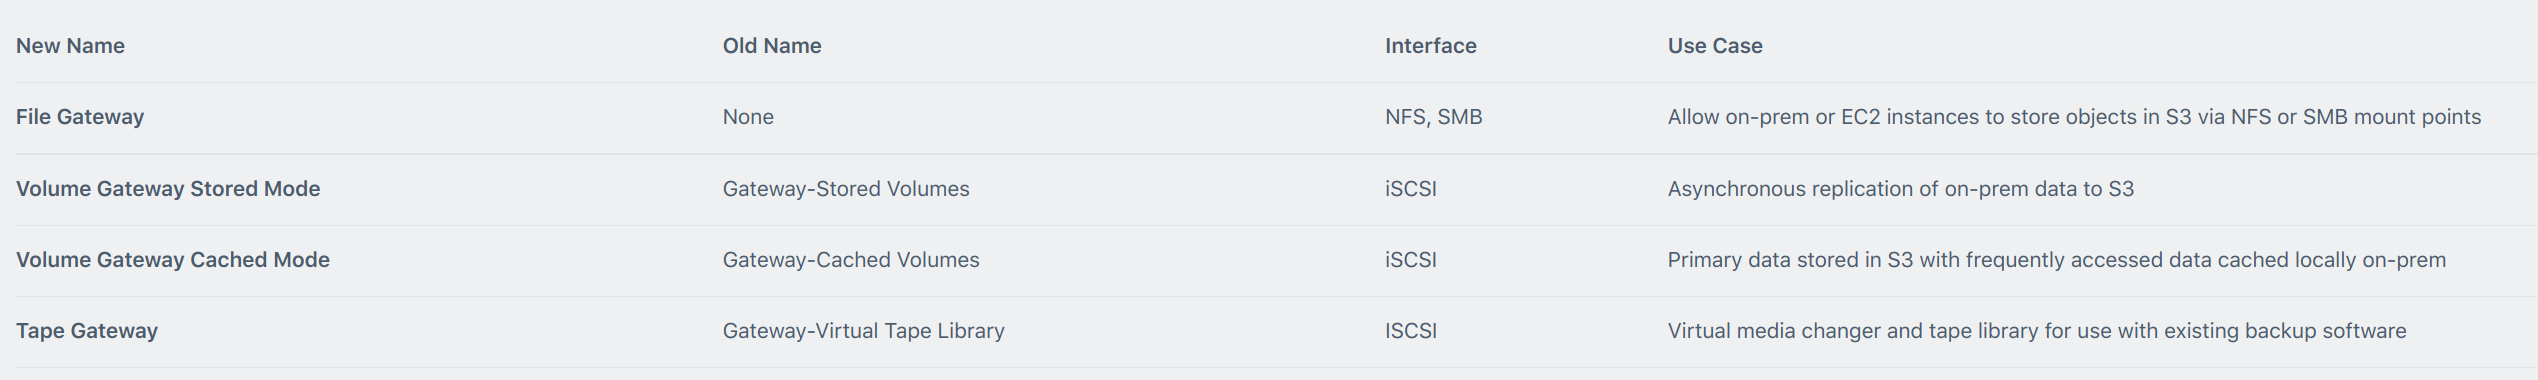 New Name Old Name Interface Use Case
File Gateway None NFS, SMB Allow on-prem or EC2 instances to store objects in S3 via NFS or SMB mount points
Volume Gateway Stored Mode Gateway-Stored Volumes iSCSI Asynchronous replication of on-prem data to S3
Volume Gateway Cached Mode Gateway-Cached Volumes iSCSI Primary data stored in S3 with frequently accessed data cached locally on-prem
Tape Gateway Gateway-Virtual Tape Library ISCSI Virtual media changer and tape library for use with existing backup software